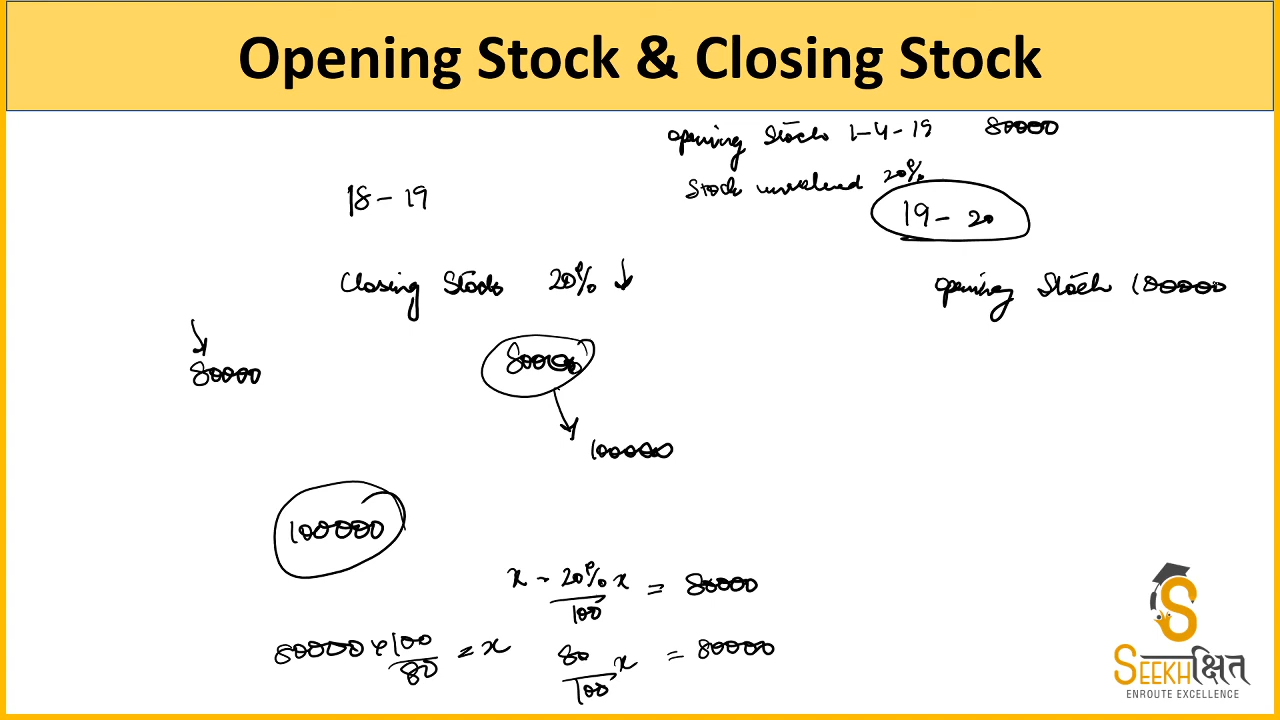 Opening Stock & Closing Stock
opening Stock 1-4-19 80000
Stock undervalued 20%
18-19
19-20
Closing Stock 20% ↓
opening Stock 100000
80000
80000
100000
100000
x - 20%x/100 = 80000
80000 × 100/80 = x
80/100 x = 80000
SEEKHक्षित
ENROUTE EXCELLENCE